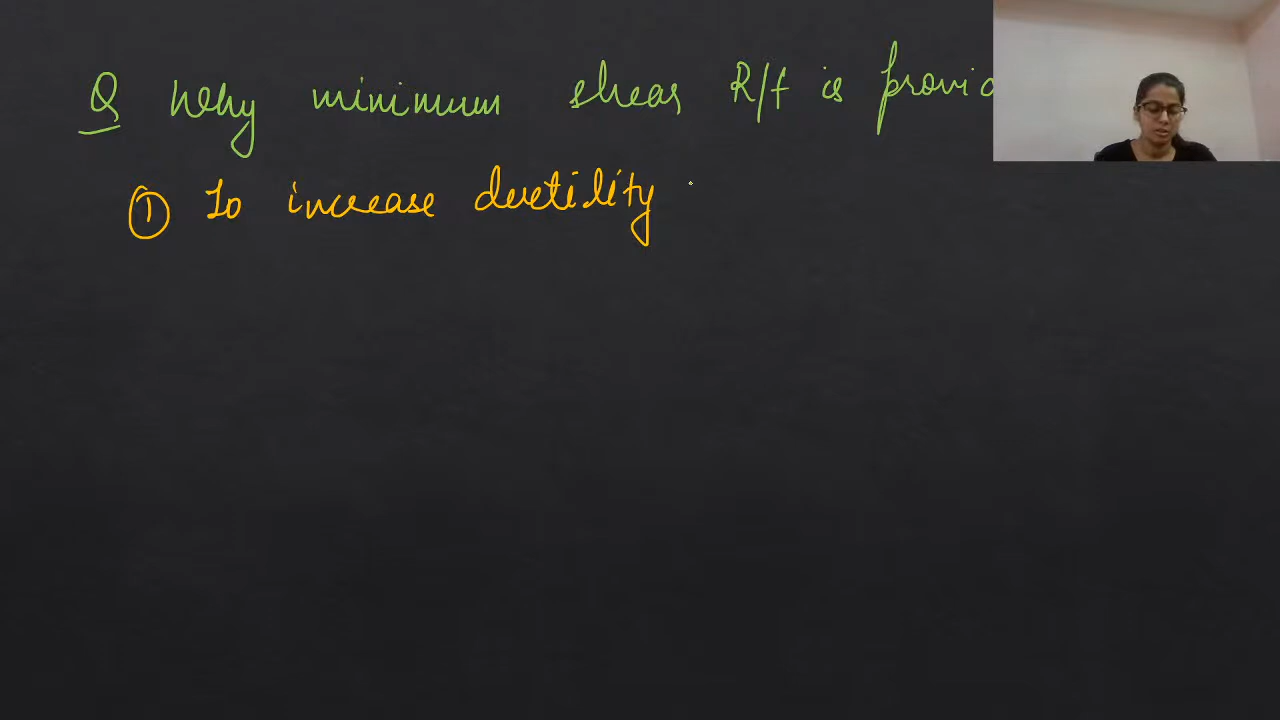 Q Why minimum shear R/f is provid
① To increase ductility